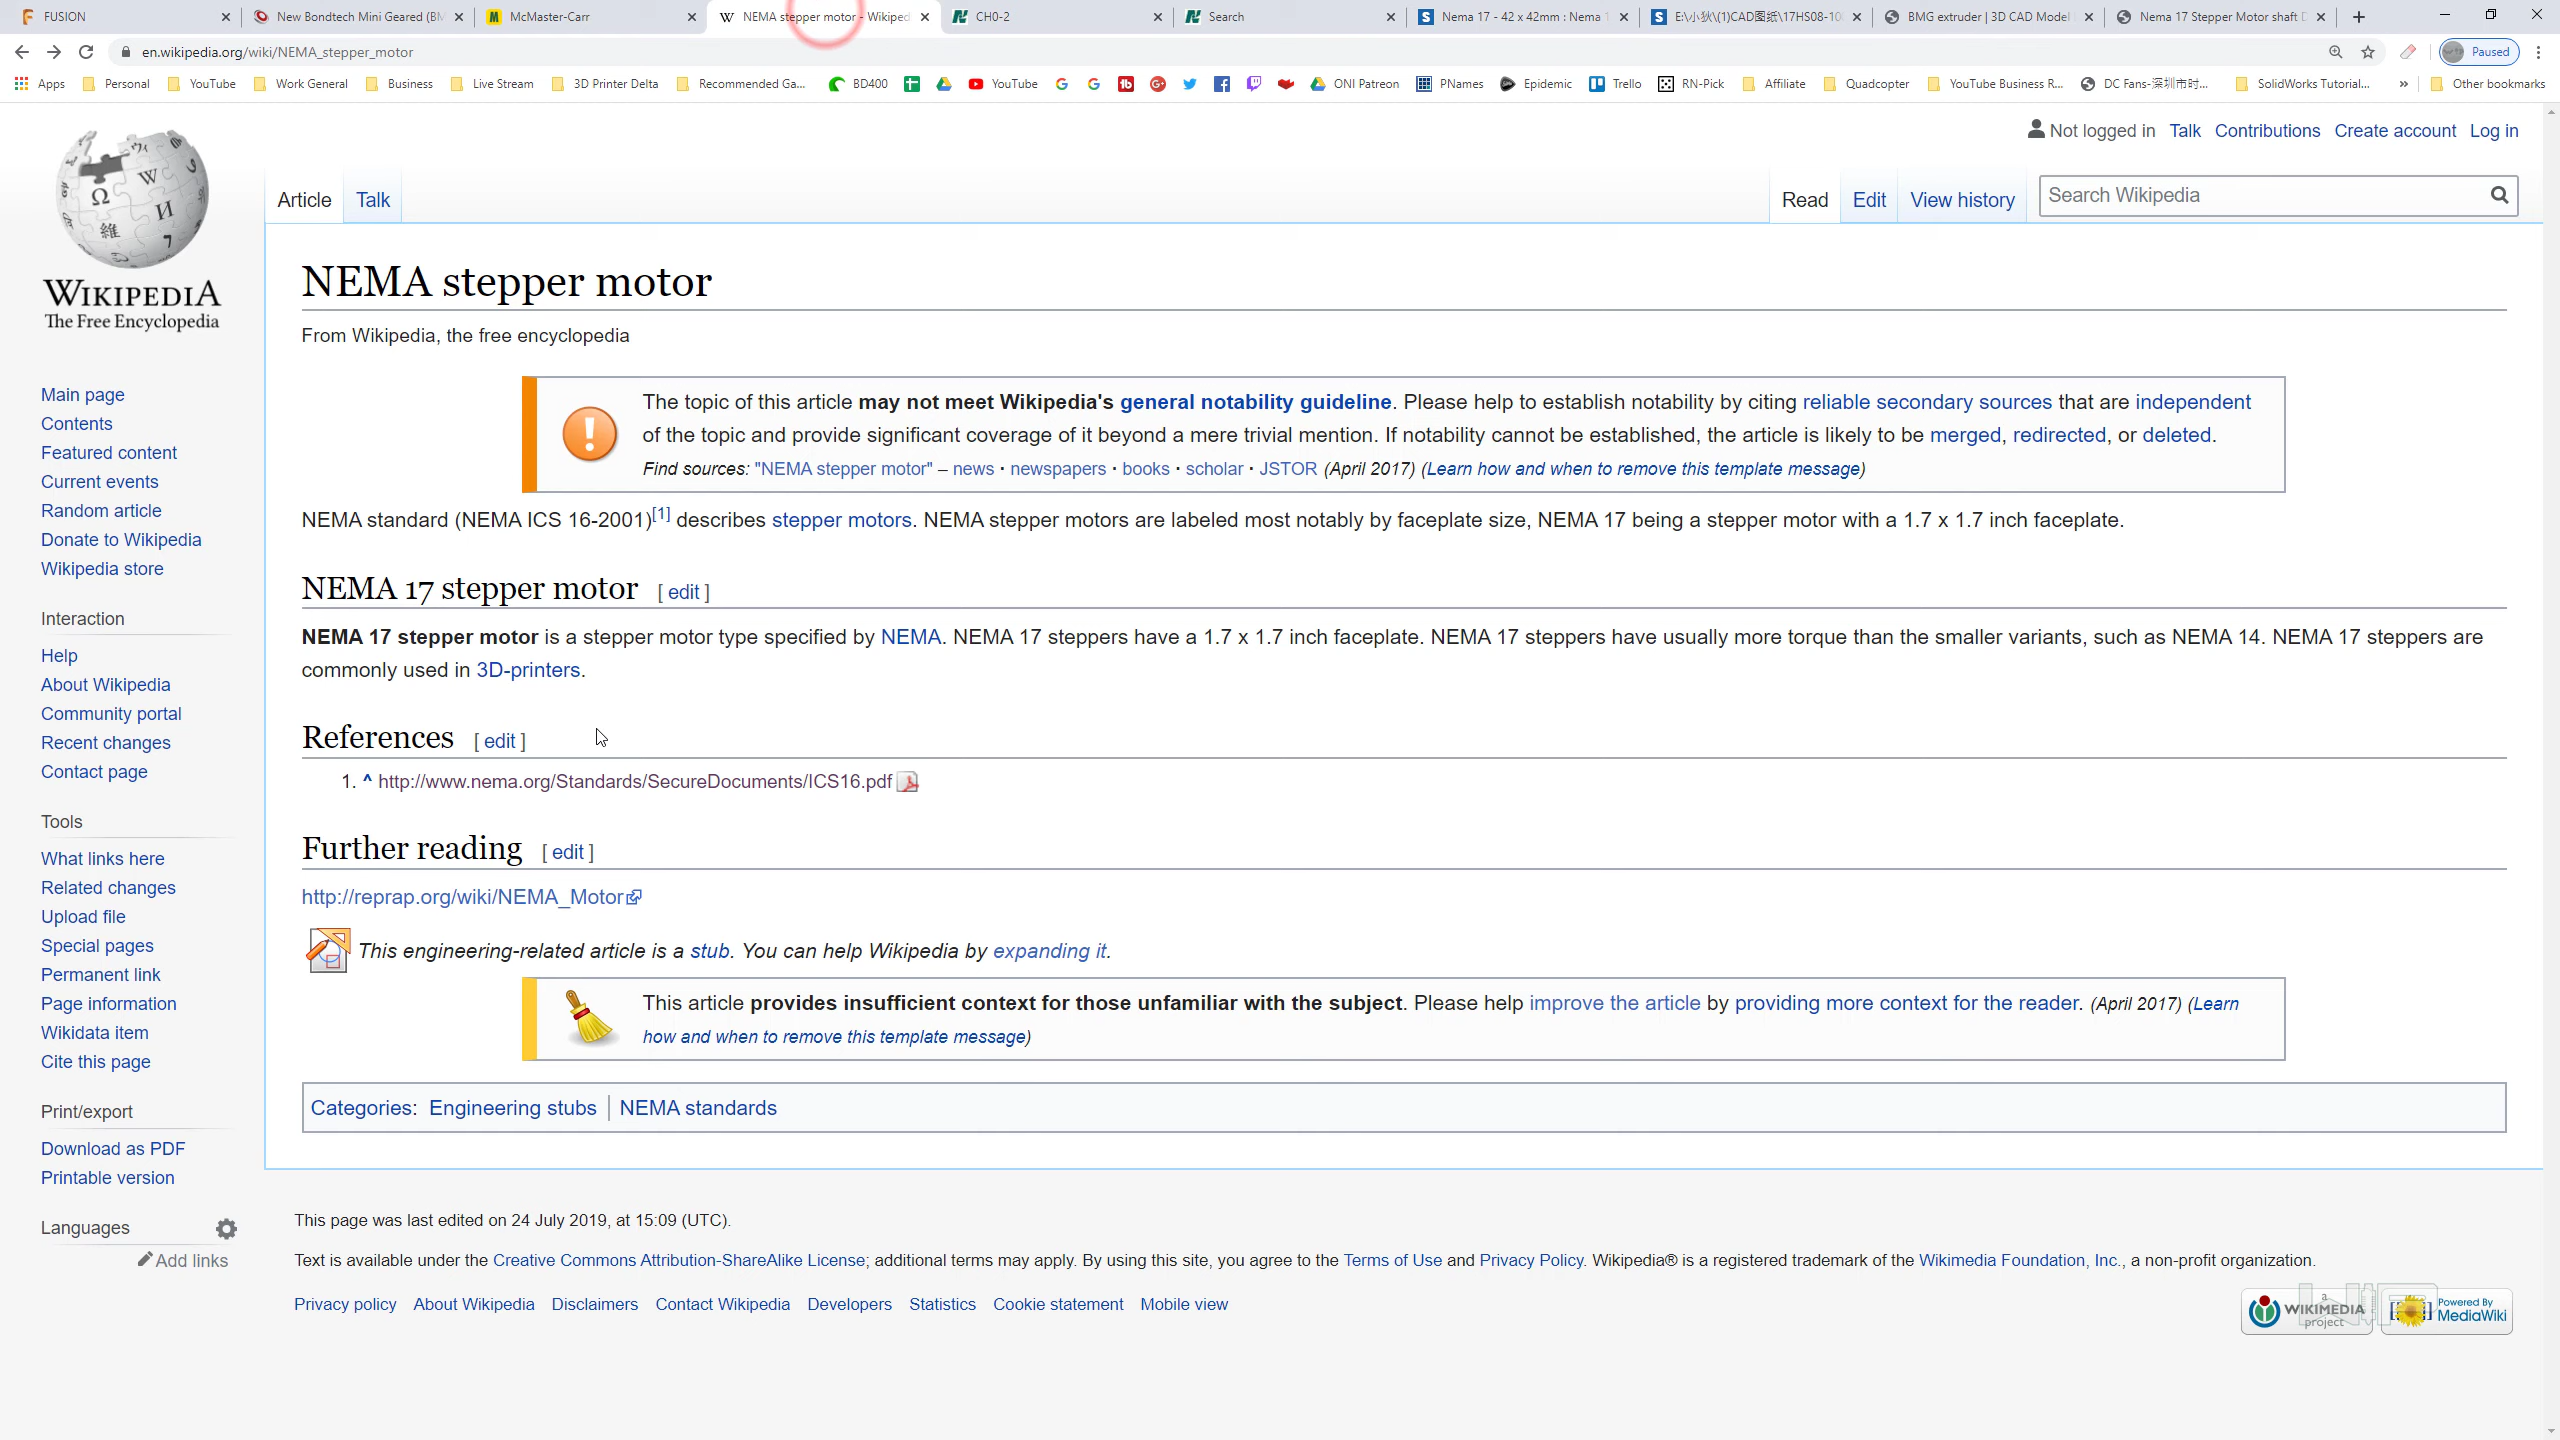 FUSION
New Bondtech Mini Geared (BM
McMaster-Carr
NEMA stepper motor - Wikiped
CH0-2
Search
Nema 17 - 42 x 42mm : Nema 1
E:\小狄\(1)CAD图纸\17HS08-10
BMG extruder | 3D CAD Model
Nema 17 Stepper Motor shaft D
en.wikipedia.org/wiki/NEMA_stepper_motor
Paused
Apps
Personal
YouTube
Work General
Business
Live Stream
3D Printer Delta
Recommended Ga...
BD400
YouTube
ONI Patreon
PNames
Epidemic
Trello
RN-Pick
Affiliate
Quadcopter
YouTube Business R...
DC Fans-深圳市时...
SolidWorks Tutorial...
»
Other bookmarks
WIKIPEDIA
The Free Encyclopedia
Not logged in
Talk
Contributions
Create account
Log in
Article
Talk
Read
Edit
View history
Search Wikipedia
Main page
Contents
Featured content
Current events
Random article
Donate to Wikipedia
Wikipedia store
Interaction
Help
About Wikipedia
Community portal
Recent changes
Contact page
Tools
What links here
Related changes
Upload file
Special pages
Permanent link
Page information
Wikidata item
Cite this page
Print/export
Download as PDF
Printable version
Languages
Add links
NEMA stepper motor
From Wikipedia, the free encyclopedia
The topic of this article may not meet Wikipedia's general notability guideline. Please help to establish notability by citing reliable secondary sources that are independent
of the topic and provide significant coverage of it beyond a mere trivial mention. If notability cannot be established, the article is likely to be merged, redirected, or deleted.
Find sources: "NEMA stepper motor" – news · newspapers · books · scholar · JSTOR (April 2017) (Learn how and when to remove this template message)
NEMA standard (NEMA ICS 16-2001)[1] describes stepper motors. NEMA stepper motors are labeled most notably by faceplate size, NEMA 17 being a stepper motor with a 1.7 x 1.7 inch faceplate.
NEMA 17 stepper motor [ edit ]
NEMA 17 stepper motor is a stepper motor type specified by NEMA. NEMA 17 steppers have a 1.7 x 1.7 inch faceplate. NEMA 17 steppers have usually more torque than the smaller variants, such as NEMA 14. NEMA 17 steppers are
commonly used in 3D-printers.
References [ edit ]
1. ^ http://www.nema.org/Standards/SecureDocuments/ICS16.pdf
Further reading [ edit ]
http://reprap.org/wiki/NEMA_Motor
This engineering-related article is a stub. You can help Wikipedia by expanding it.
This article provides insufficient context for those unfamiliar with the subject. Please help improve the article by providing more context for the reader. (April 2017) (Learn
how and when to remove this template message)
Categories: Engineering stubs | NEMA standards
This page was last edited on 24 July 2019, at 15:09 (UTC).
Text is available under the Creative Commons Attribution-ShareAlike License; additional terms may apply. By using this site, you agree to the Terms of Use and Privacy Policy. Wikipedia® is a registered trademark of the Wikimedia Foundation, Inc., a non-profit organization.
Privacy policy
About Wikipedia
Disclaimers
Contact Wikipedia
Developers
Statistics
Cookie statement
Mobile view
a
WIKIMEDIA
project
Powered By
MediaWiki